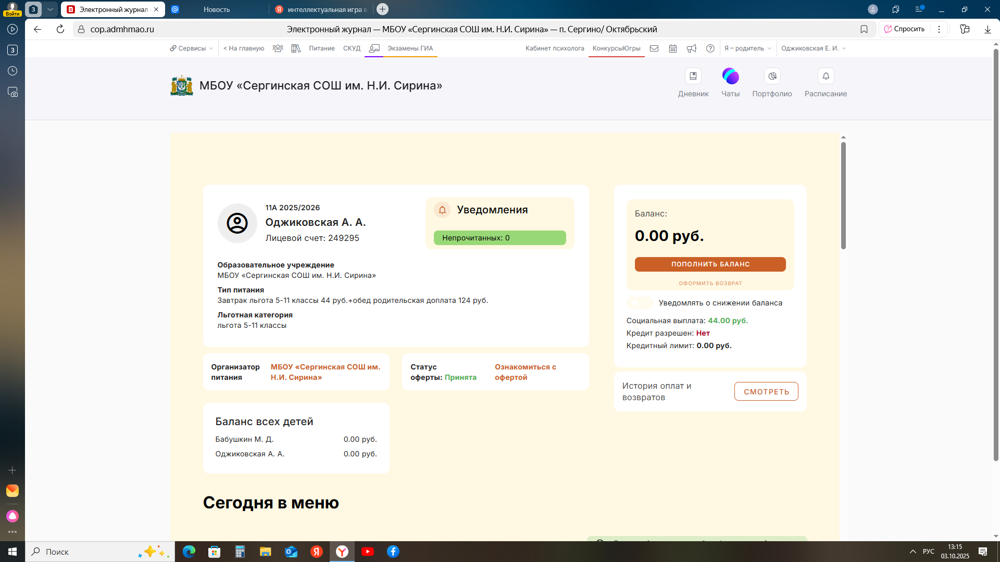 Войти
3
Электронный журнал
Новость
интеллектуальная игра в
cop.admhmao.ru
Электронный журнал — МБОУ «Сергинская СОШ им. Н.И. Сирина» — п. Сергино/ Октябрьский
Спросить
3
Сервисы
< На главную
Питание
СКУД
Экзамены ГИА
Кабинет психолога
КонкурсыЮгры
Я – родитель
Оджиковская Е. И.
МБОУ «Сергинская СОШ им. Н.И. Сирина»
Дневник
Чаты
Портфолио
Расписание
11А 2025/2026
Оджиковская А. А.
Лицевой счет: 249295
Уведомления
Непрочитанных: 0
Образовательное учреждение
МБОУ «Сергинская СОШ им. Н.И. Сирина»
Тип питания
Завтрак льгота 5-11 классы 44 руб.+обед родительская доплата 124 руб.
Льготная категория
льгота 5-11 классы
Баланс:
0.00 руб.
ПОПОЛНИТЬ БАЛАНС
ОФОРМИТЬ ВОЗВРАТ
Уведомлять о снижении баланса
Социальная выплата: 44.00 руб.
Кредит разрешен: Нет
Кредитный лимит: 0.00 руб.
Организатор питания
МБОУ «Сергинская СОШ им. Н.И. Сирина»
Статус оферты: Принята
Ознакомиться с офертой
История оплат и возвратов
СМОТРЕТЬ
Баланс всех детей
Бабушкин М. Д. 0.00 руб.
Оджиковская А. А. 0.00 руб.
Сегодня в меню
Поиск
РУС
13:15
03.10.2025